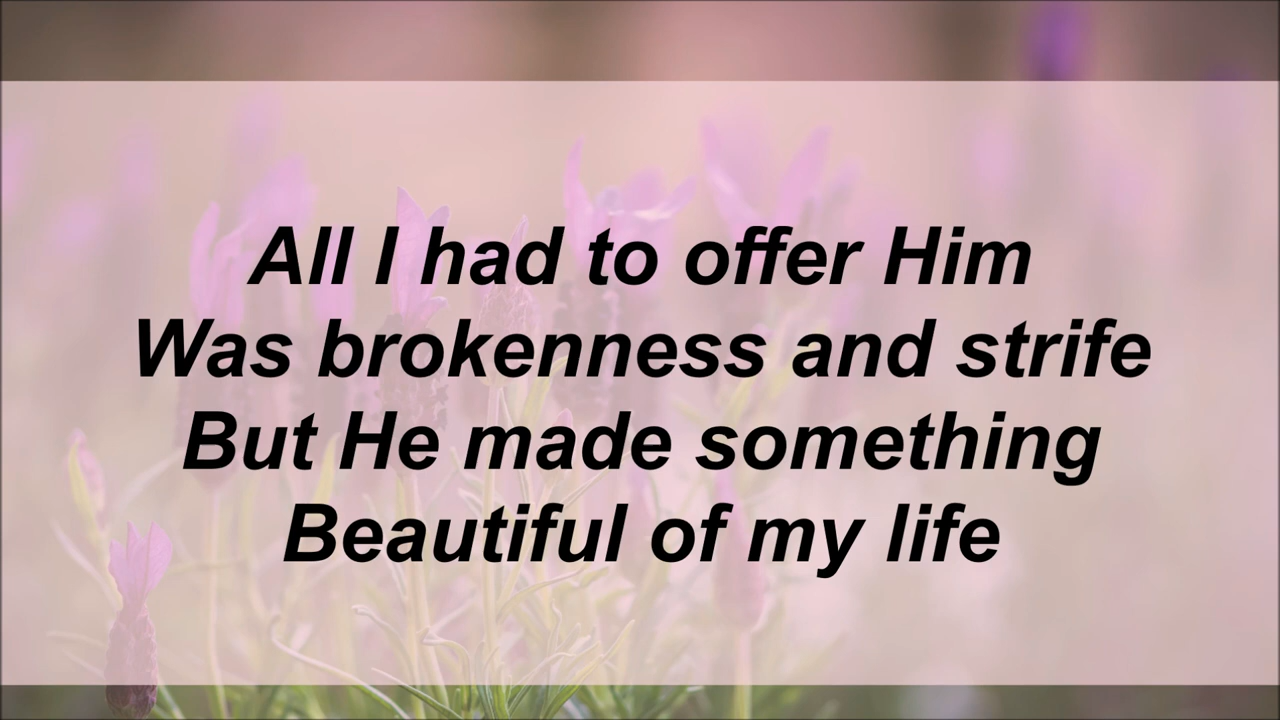 All I had to offer Him
Was brokenness and strife
But He made something
Beautiful of my life